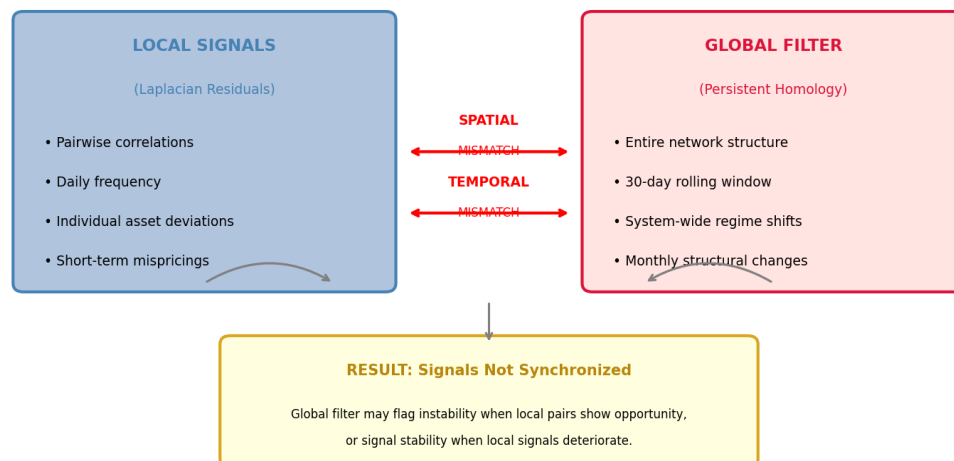 LOCAL SIGNALS
(Laplacian Residuals)
• Pairwise correlations
• Daily frequency
• Individual asset deviations
• Short-term mispricings
SPATIAL
MISMATCH
TEMPORAL
MISMATCH
GLOBAL FILTER
(Persistent Homology)
• Entire network structure
• 30-day rolling window
• System-wide regime shifts
• Monthly structural changes
RESULT: Signals Not Synchronized
Global filter may flag instability when local pairs show opportunity,
or signal stability when local signals deteriorate.